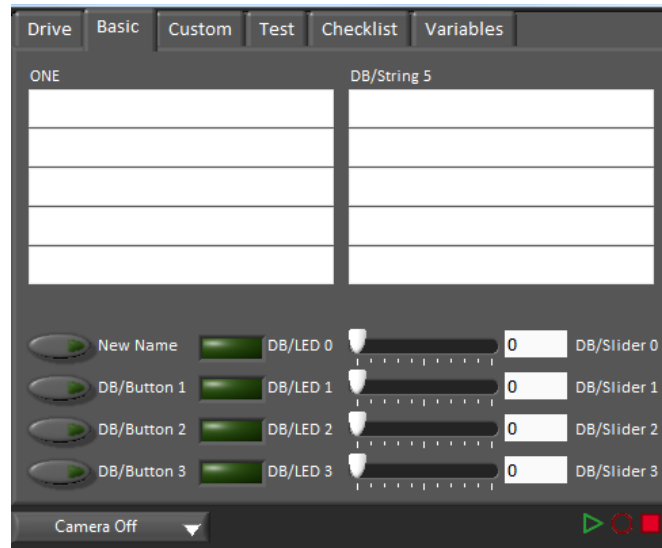 Drive Basic Custom Test Checklist Variables
ONE DB/String 5
New Name DB/LED 0 0 DB/Slider 0
DB/Button 1 DB/LED 1 0 DB/Slider 1
DB/Button 2 DB/LED 2 0 DB/Slider 2
DB/Button 3 DB/LED 3 0 DB/Slider 3
Camera Off